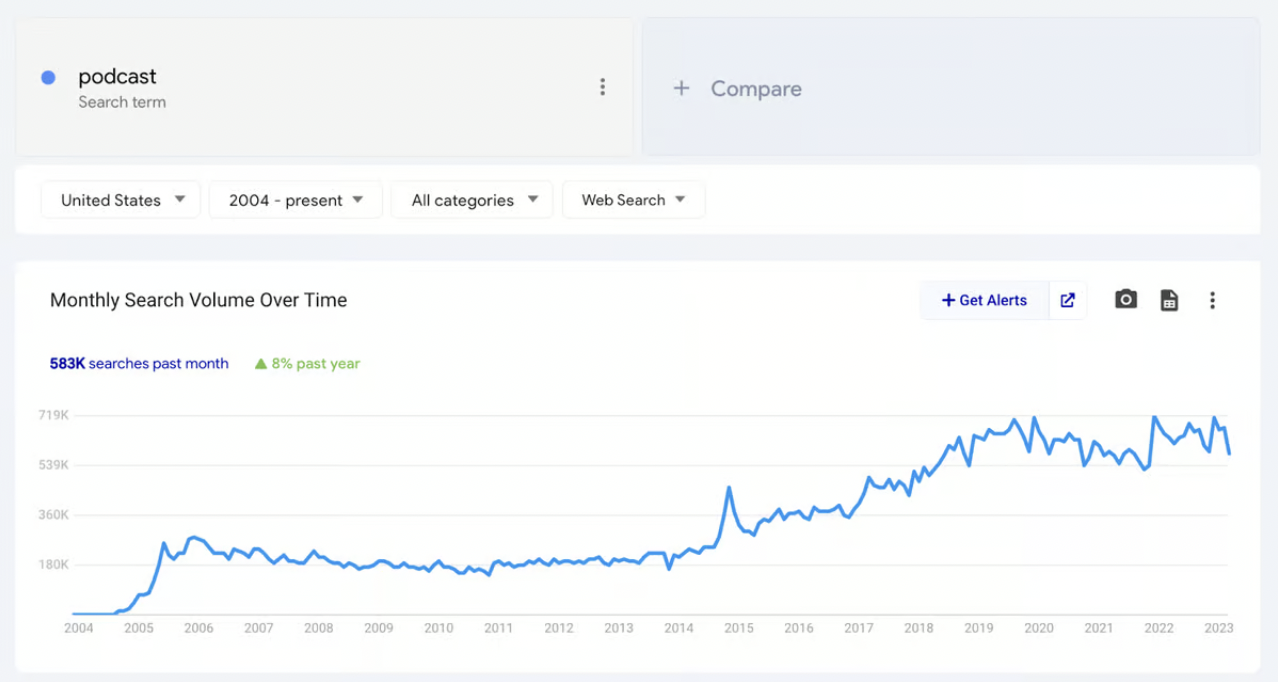 podcast
Search term
+ Compare
United States
2004 - present
All categories
Web Search
Monthly Search Volume Over Time
+ Get Alerts
583K searches past month
8% past year
719K
539K
360K
180K
2004 2005 2006 2007 2008 2009 2010 2011 2012 2013 2014 2015 2016 2017 2018 2019 2020 2021 2022 2023